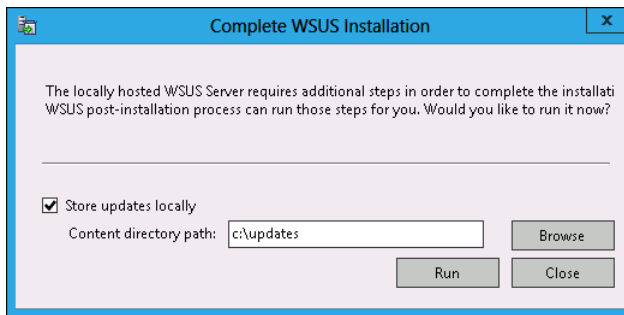 Complete WSUS Installation
x
The locally hosted WSUS Server requires additional steps in order to complete the installati
WSUS post-installation process can run those steps for you. Would you like to run it now?
Store updates locally
Content directory path: c:\updates Browse
Run Close